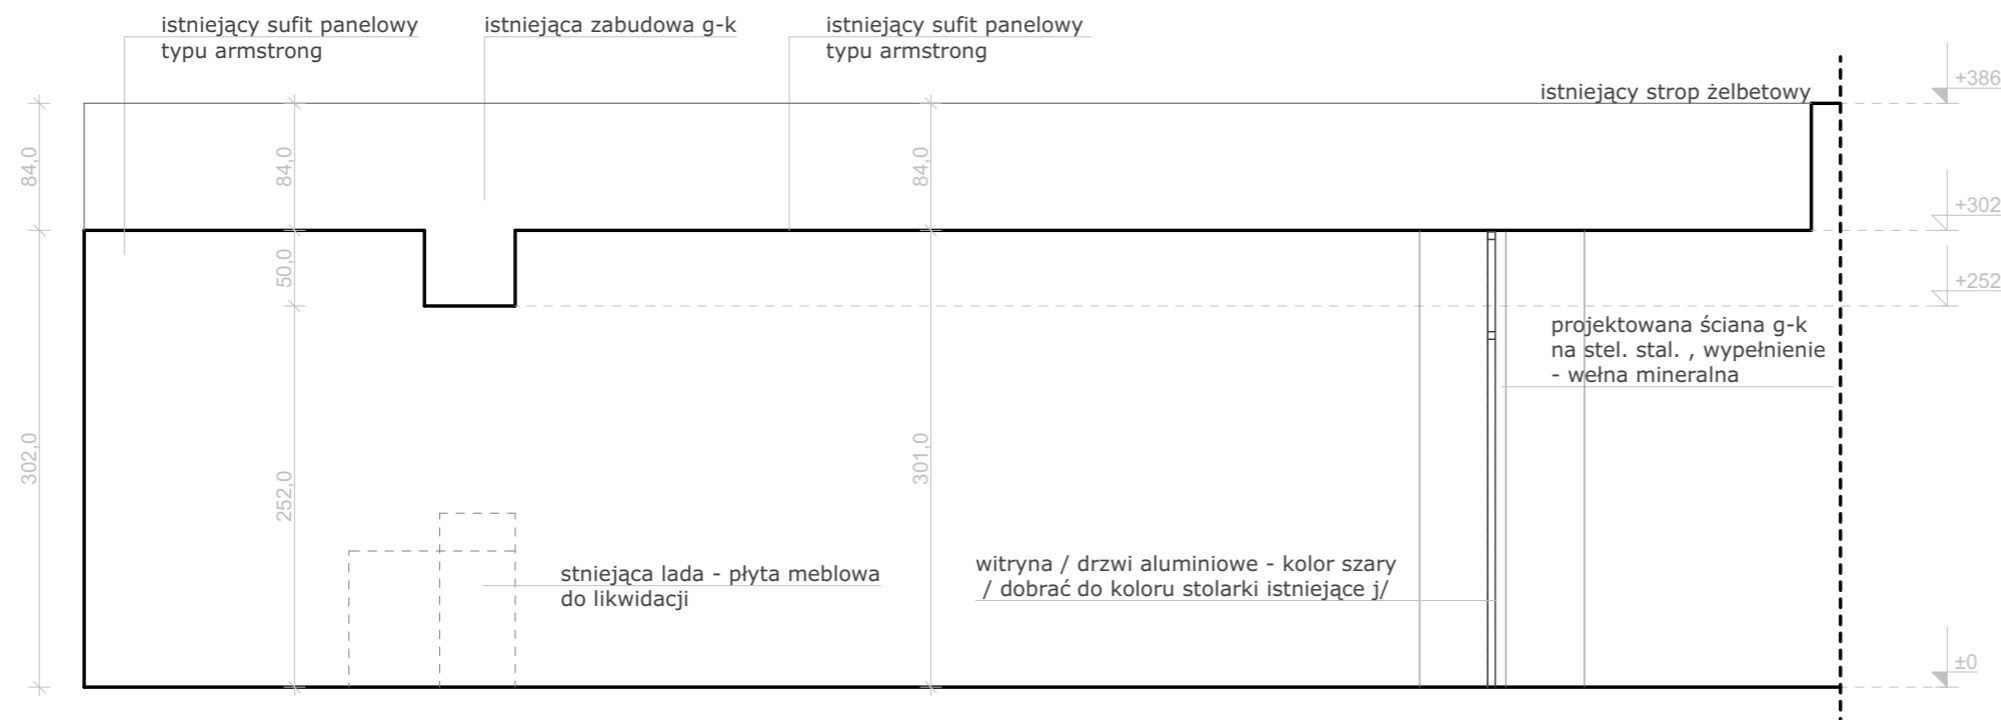 istniejący sufit panelowy
typu armstrong
istniejąca zabudowa g-k
istniejący sufit panelowy
typu armstrong
istniejący strop żelbetowy
+386
84,0
84,0
84,0
+302
50,0
+252
projektowana ściana g-k
na stel. stal. , wypełnienie
- wełna mineralna
302,0
252,0
301,0
stniejąca lada - płyta meblowa
do likwidacji
witryna / drzwi aluminiowe - kolor szary
/ dobrać do koloru stolarki istniejące j/
±0